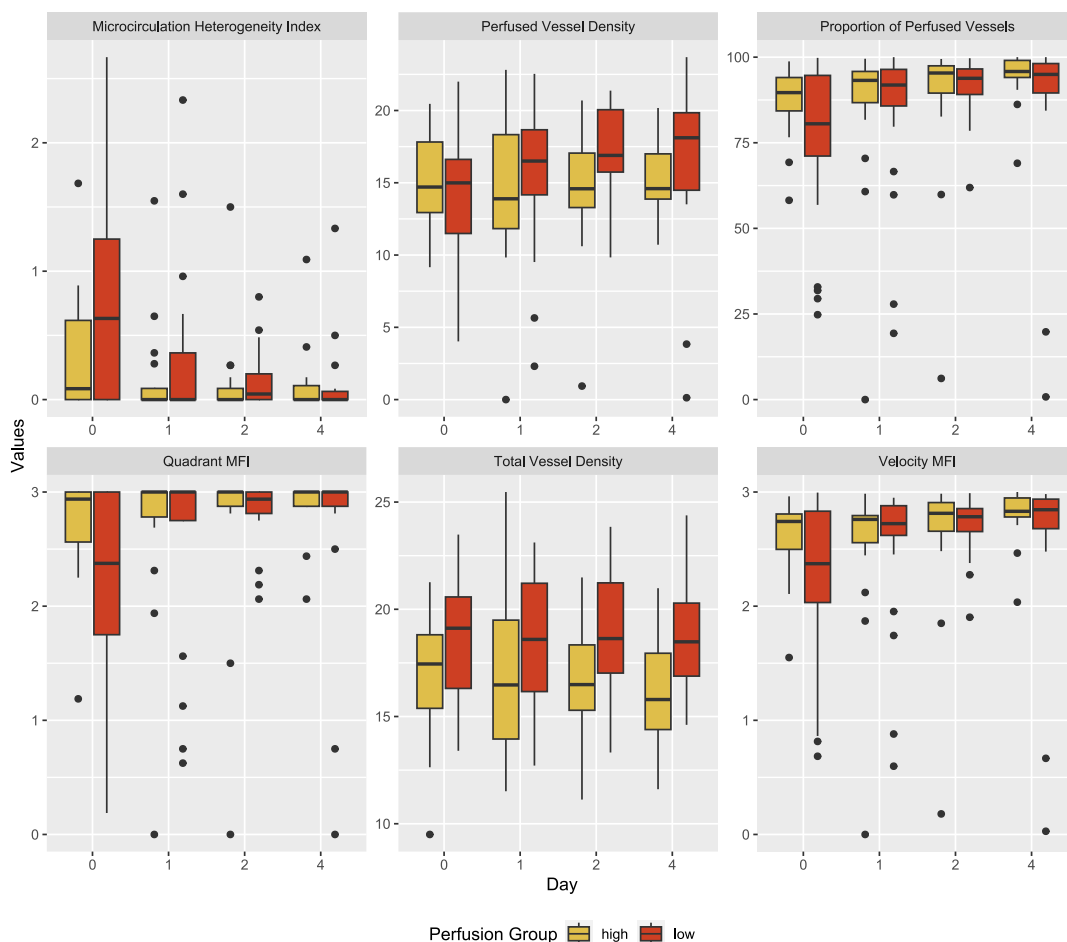 Microcirculation Heterogeneity Index
Perfused Vessel Density
Proportion of Perfused Vessels
2
1
0
20
15
10
5
0
100
75
50
25
0
0 1 2 4
0 1 2 4
0 1 2 4
Values
Quadrant MFI
Total Vessel Density
Velocity MFI
3
2
1
0
25
20
15
10
3
2
1
0
0 1 2 4
0 1 2 4
0 1 2 4
Day
Perfusion Group high low